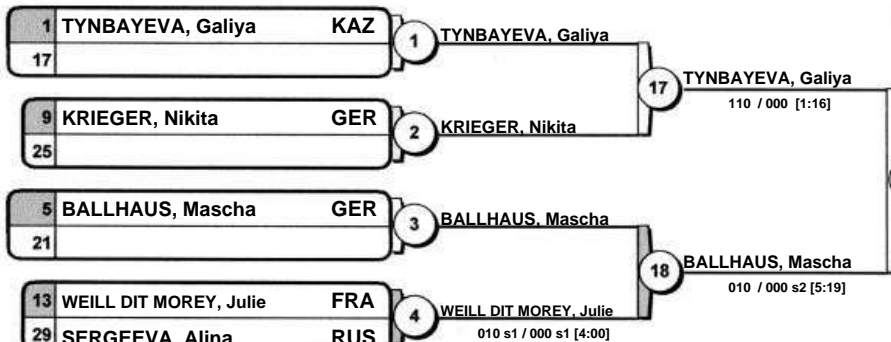 1 TYNBAYEVA, Galiya KAZ
17
1
TYNBAYEVA, Galiya
9 KRIEGER, Nikita GER
25
2
KRIEGER, Nikita
17
TYNBAYEVA, Galiya
110 / 000 [1:16]
5 BALLHAUS, Mascha GER
21
3
BALLHAUS, Mascha
13 WEILL DIT MOREY, Julie FRA
29 SERGEEVA, Alina RUS
4
WEILL DIT MOREY, Julie
010 s1 / 000 s1 [4:00]
18
BALLHAUS, Mascha
010 / 000 s2 [5:19]